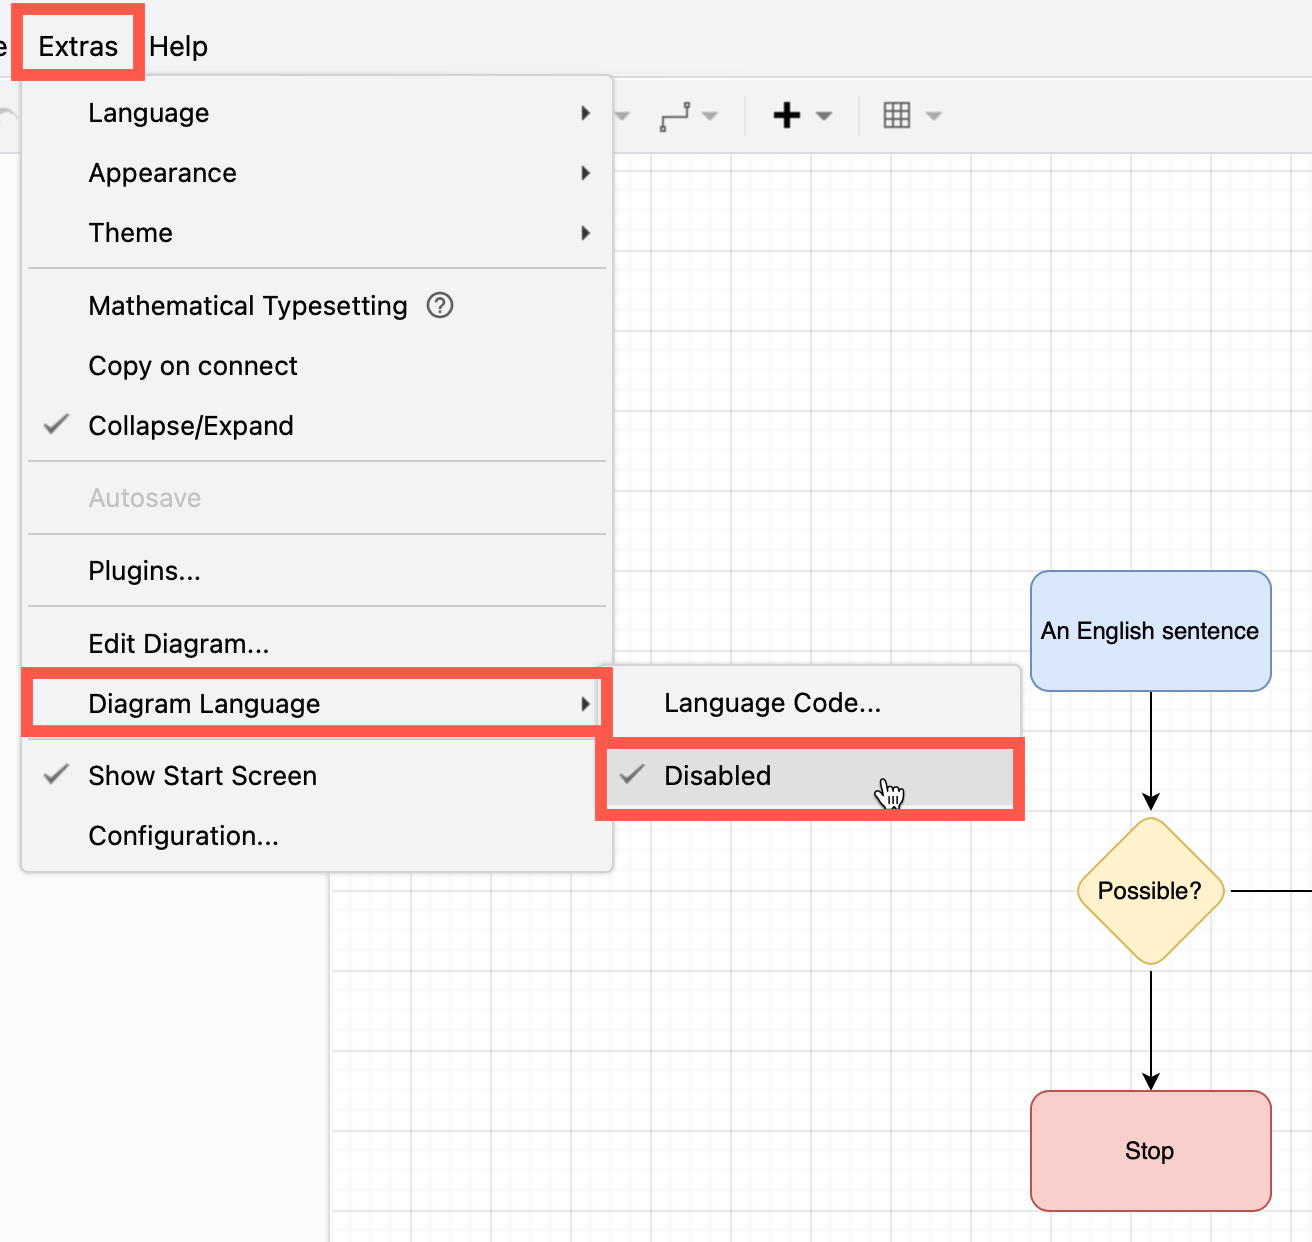 e Extras Help
Language
Appearance
Theme
Mathematical Typesetting ?
Copy on connect
Collapse/Expand
Autosave
Plugins...
Edit Diagram...
Diagram Language
Language Code...
Show Start Screen
Disabled
Configuration...
An English sentence
Possible?
Stop